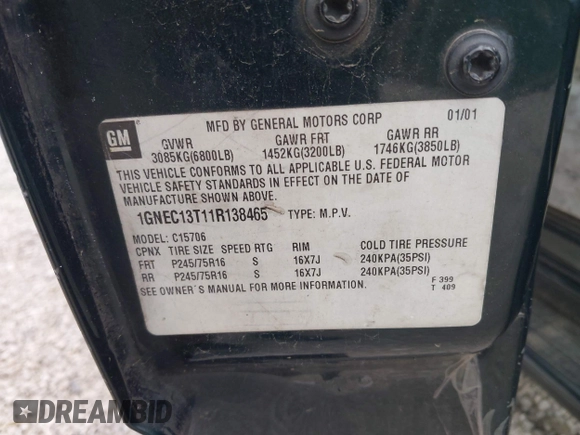 GM
MFD BY GENERAL MOTORS CORP 01/01
GVWR GAWR FRT GAWR RR
3085KG(6800LB) 1452KG(3200LB) 1746KG(3850LB)
THIS VEHICLE CONFORMS TO ALL APPLICABLE U.S. FEDERAL MOTOR
VEHICLE SAFETY STANDARDS IN EFFECT ON THE DATE OF
MANUFACTURE SHOWN ABOVE.
1GNEC13T11R138465 TYPE: M.P.V.
MODEL: C15706
CPNX TIRE SIZE SPEED RTG RIM COLD TIRE PRESSURE
FRT P245/75R16 S 16X7J 240KPA(35PSI)
RR P245/75R16 S 16X7J 240KPA(35PSI)
SEE OWNER'S MANUAL FOR MORE INFORMATION.
F 399
T 409
DREAMBID